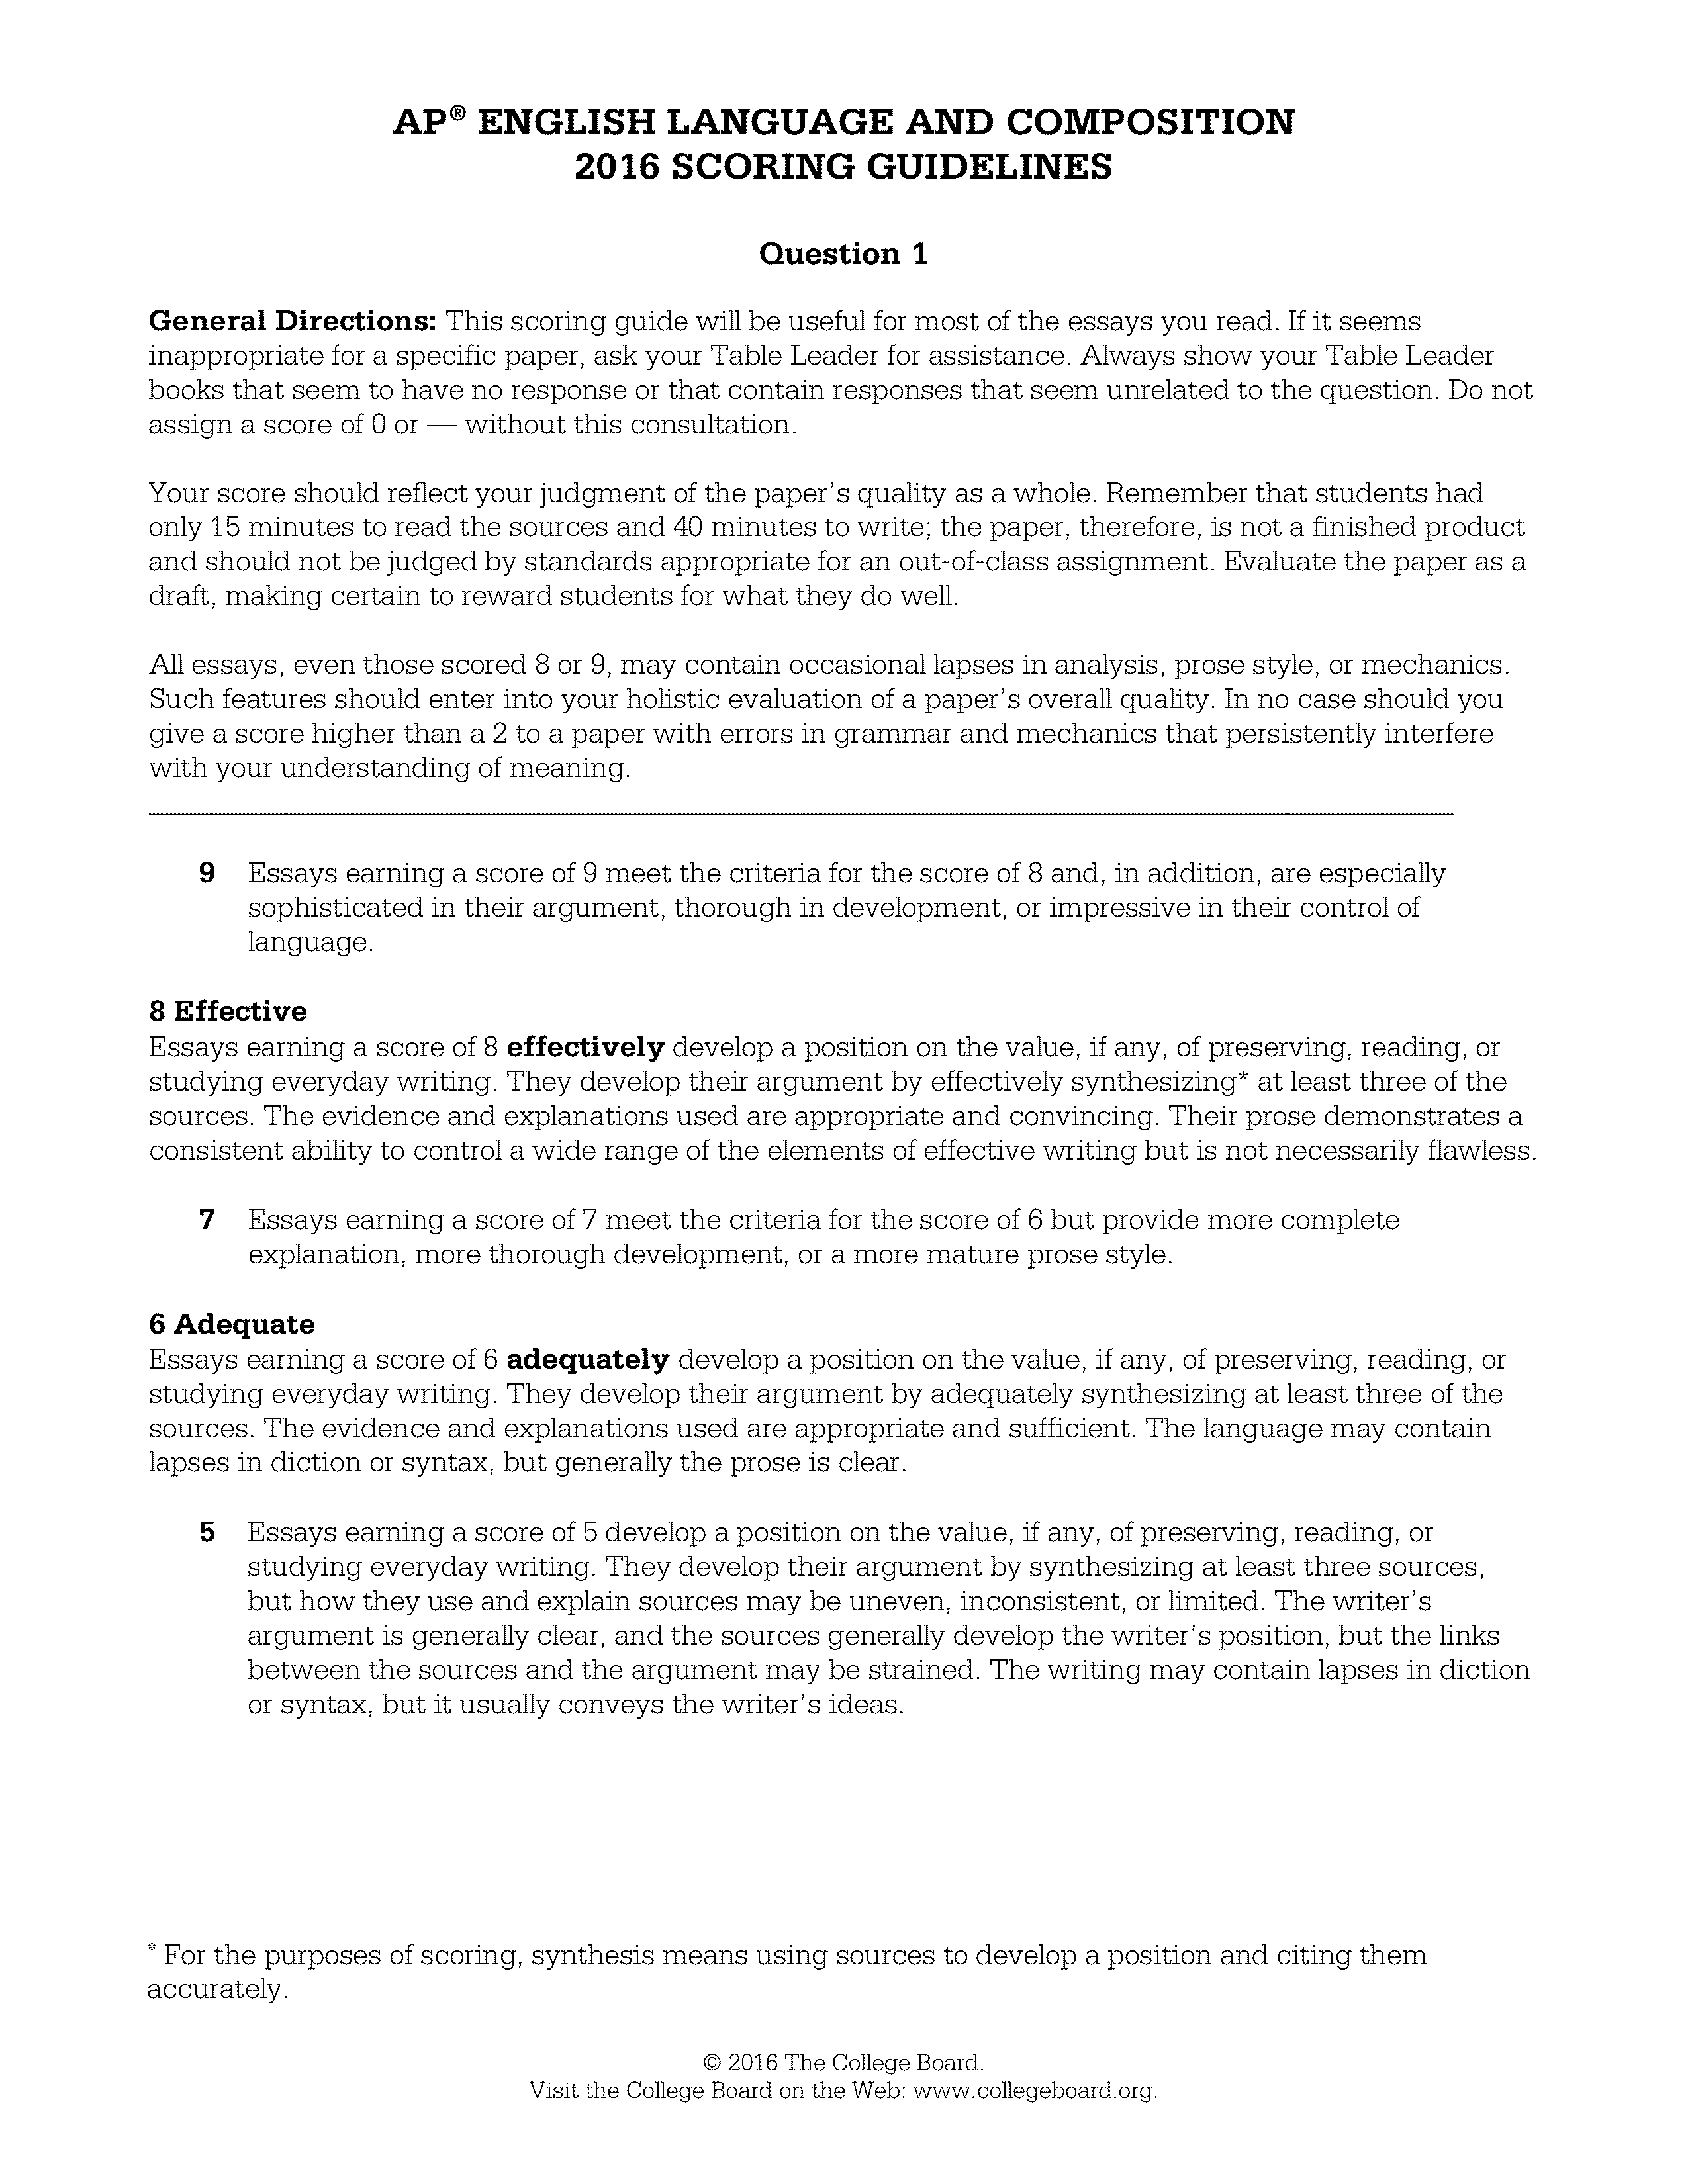 AP® ENGLISH LANGUAGE AND COMPOSITION
2016 SCORING GUIDELINES
Question 1
General Directions: This scoring guide will be useful for most of the essays you read. If it seems
inappropriate for a specific paper, ask your Table Leader for assistance. Always show your Table Leader
books that seem to have no response or that contain responses that seem unrelated to the question. Do not
assign a score of 0 or — without this consultation.
Your score should reflect your judgment of the paper's quality as a whole. Remember that students had
only 15 minutes to read the sources and 40 minutes to write; the paper, therefore, is not a finished product
and should not be judged by standards appropriate for an out-of-class assignment. Evaluate the paper as a
draft, making certain to reward students for what they do well.
All essays, even those scored 8 or 9, may contain occasional lapses in analysis, prose style, or mechanics.
Such features should enter into your holistic evaluation of a paper's overall quality. In no case should you
give a score higher than a 2 to a paper with errors in grammar and mechanics that persistently interfere
with your understanding of meaning.
9 Essays earning a score of 9 meet the criteria for the score of 8 and, in addition, are especially
sophisticated in their argument, thorough in development, or impressive in their control of
language.
8 Effective
Essays earning a score of 8 effectively develop a position on the value, if any, of preserving, reading, or
studying everyday writing. They develop their argument by effectively synthesizing* at least three of the
sources. The evidence and explanations used are appropriate and convincing. Their prose demonstrates a
consistent ability to control a wide range of the elements of effective writing but is not necessarily flawless.
7 Essays earning a score of 7 meet the criteria for the score of 6 but provide more complete
explanation, more thorough development, or a more mature prose style.
6 Adequate
Essays earning a score of 6 adequately develop a position on the value, if any, of preserving, reading, or
studying everyday writing. They develop their argument by adequately synthesizing at least three of the
sources. The evidence and explanations used are appropriate and sufficient. The language may contain
lapses in diction or syntax, but generally the prose is clear.
5 Essays earning a score of 5 develop a position on the value, if any, of preserving, reading, or
studying everyday writing. They develop their argument by synthesizing at least three sources,
but how they use and explain sources may be uneven, inconsistent, or limited. The writer's
argument is generally clear, and the sources generally develop the writer's position, but the links
between the sources and the argument may be strained. The writing may contain lapses in diction
or syntax, but it usually conveys the writer's ideas.
* For the purposes of scoring, synthesis means using sources to develop a position and citing them
accurately.
© 2016 The College Board.
Visit the College Board on the Web: www.collegeboard.org.